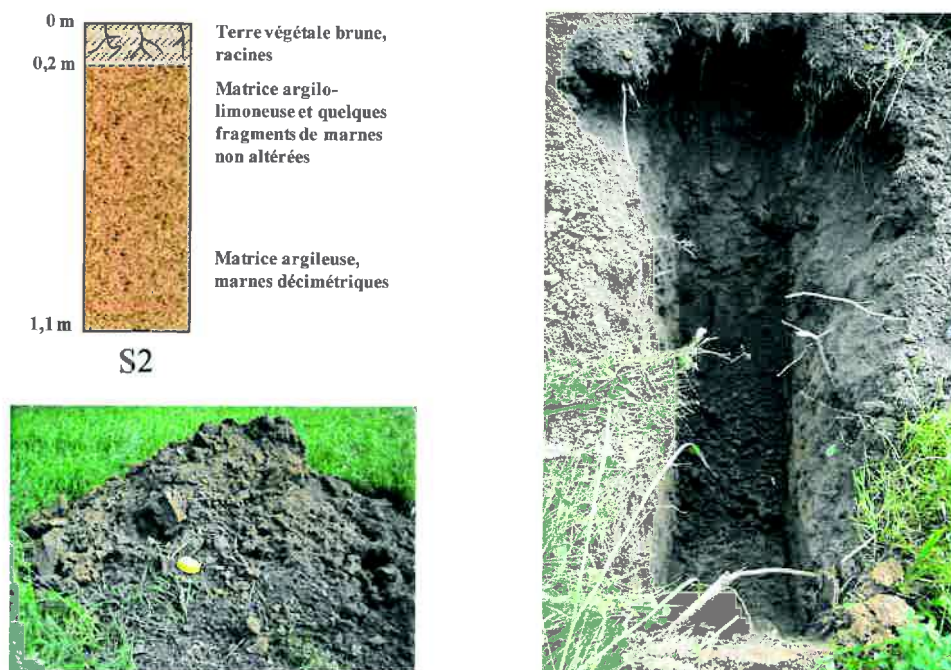 0 m
Terre végétale brune,
racines
0,2 m
Matrice argilo-
limoneuse et quelques
fragments de marnes
non altérées
Matrice argileuse,
marnes décimétriques
1,1 m
S2